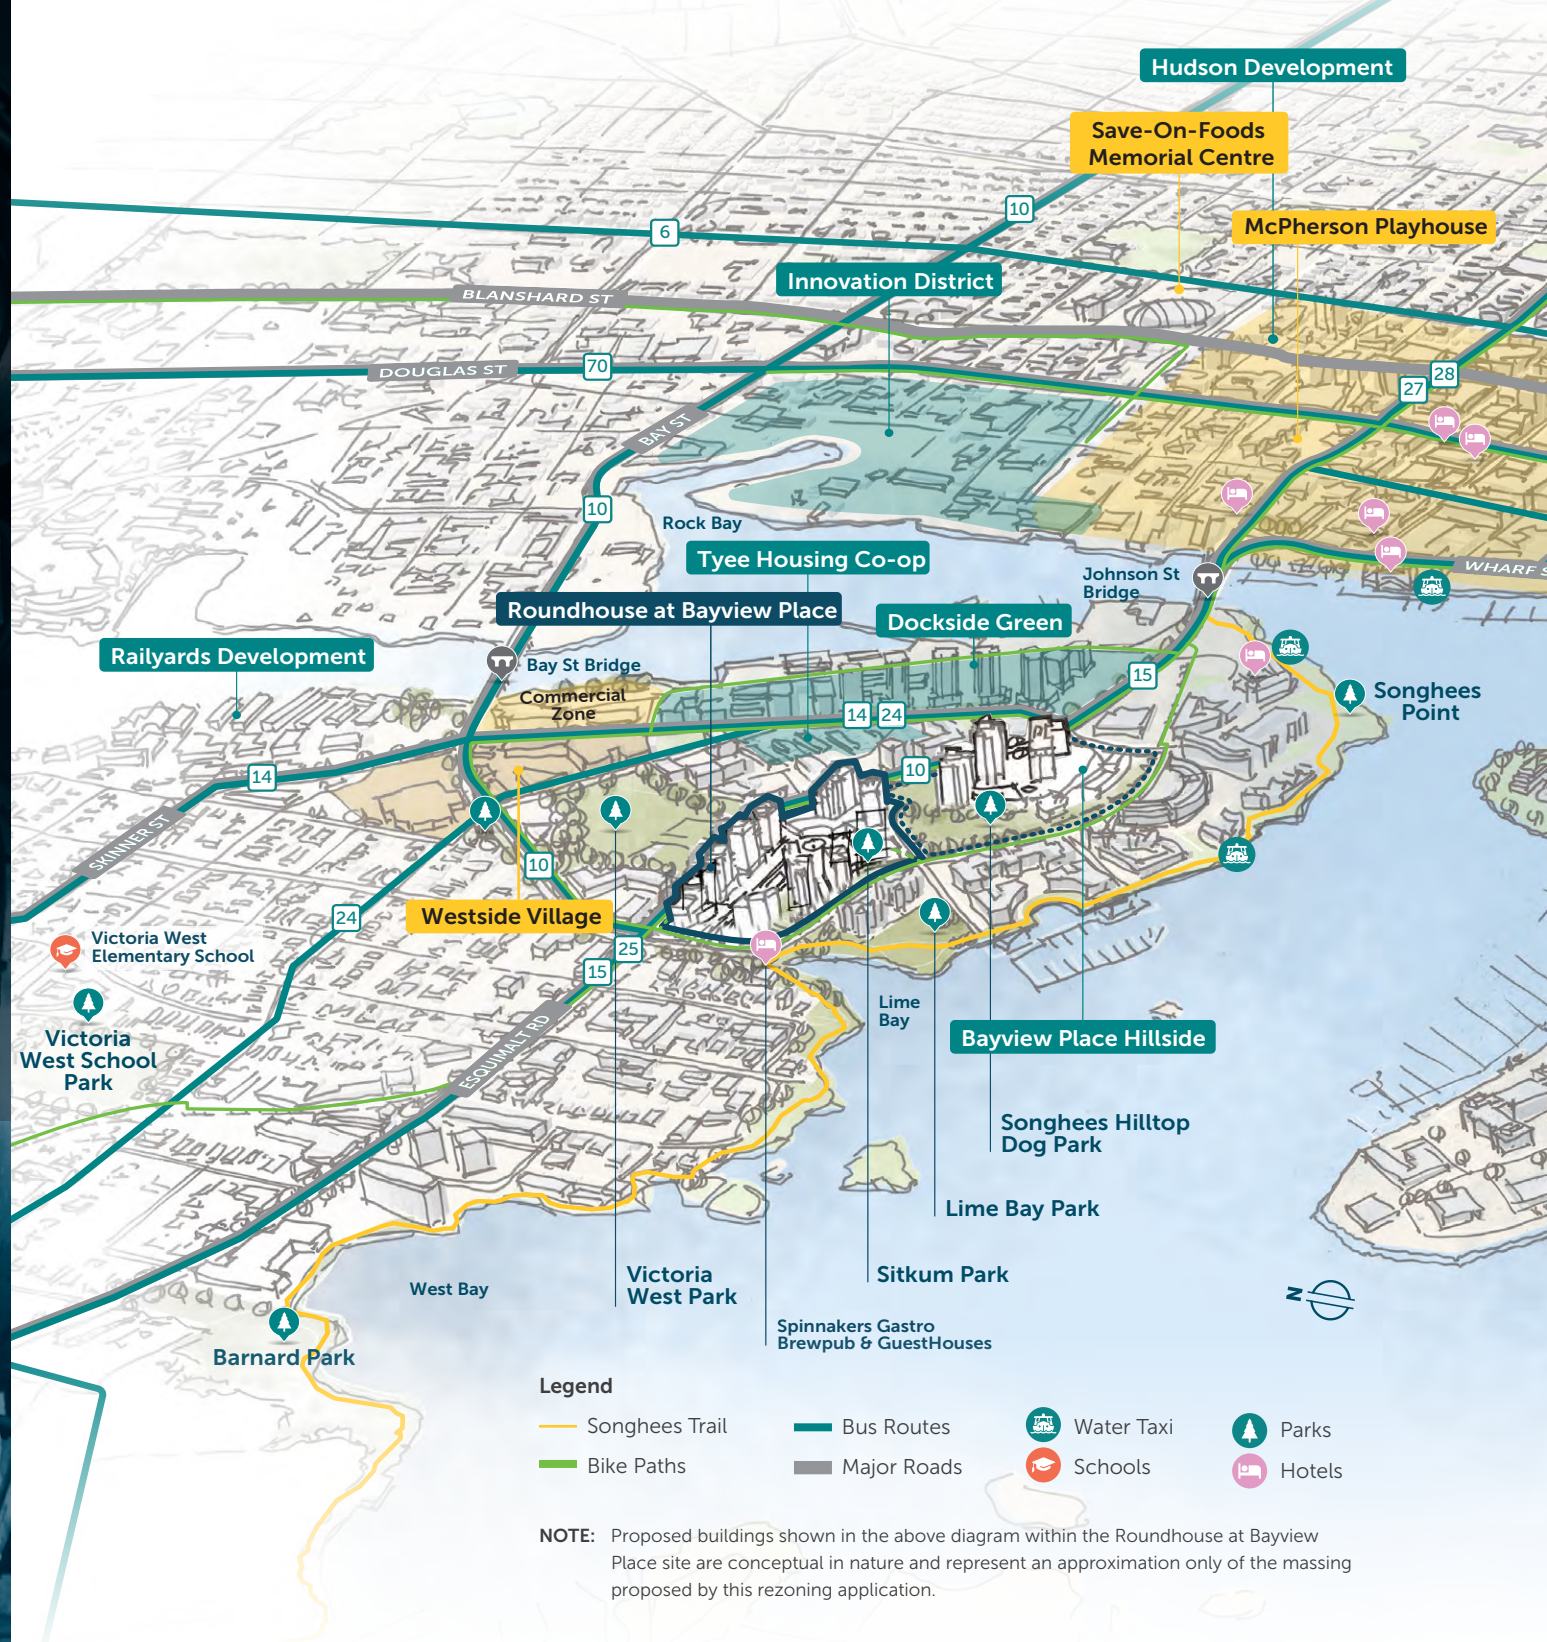 Hudson Development
Save-On-Foods
Memorial Centre
10
McPherson Playhouse
6
Innovation District
BLANSHARD ST
DOUGLAS ST
70
28
27
BAY ST
10
Rock Bay
Tyee Housing Co-op
Johnson St
Bridge
WHARF S
Roundhouse at Bayview Place
Dockside Green
Railyards Development
Bay St Bridge
Commercial
Zone
15
Songhees
Point
14
24
14
10
SKINNER ST
10
24
Westside Village
Victoria West
Elementary School
25
15
Victoria
West School
Park
Lime
Bay
Bayview Place Hillside
ESQUIMALT RD
Songhees Hilltop
Dog Park
Lime Bay Park
West Bay
Victoria
West Park
Sitkum Park
N
Spinnakers Gastro
Brewpub & GuestHouses
Barnard Park
Legend
Songhees Trail
Bus Routes
Water Taxi
Parks
Bike Paths
Major Roads
Schools
Hotels
NOTE: Proposed buildings shown in the above diagram within the Roundhouse at Bayview
Place site are conceptual in nature and represent an approximation only of the massing
proposed by this rezoning application.